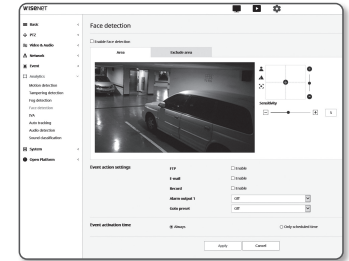 WISENET
Basic
PTZ
Video & Audio
Network
Event
Analytics
Motion detection
Tampering detection
Fog detection
Face detection
IVA
Auto tracking
Audio detection
Sound classification
System
Open Platform
Face detection
Enable face detection
Area
Exclude area
Sensitivity
5
Event action settings
FTP
Enable
E-mail
Enable
Record
Enable
Alarm output 1
Off
Goto preset
Off
Event activation time
Always
Only scheduled time
Apply
Cancel